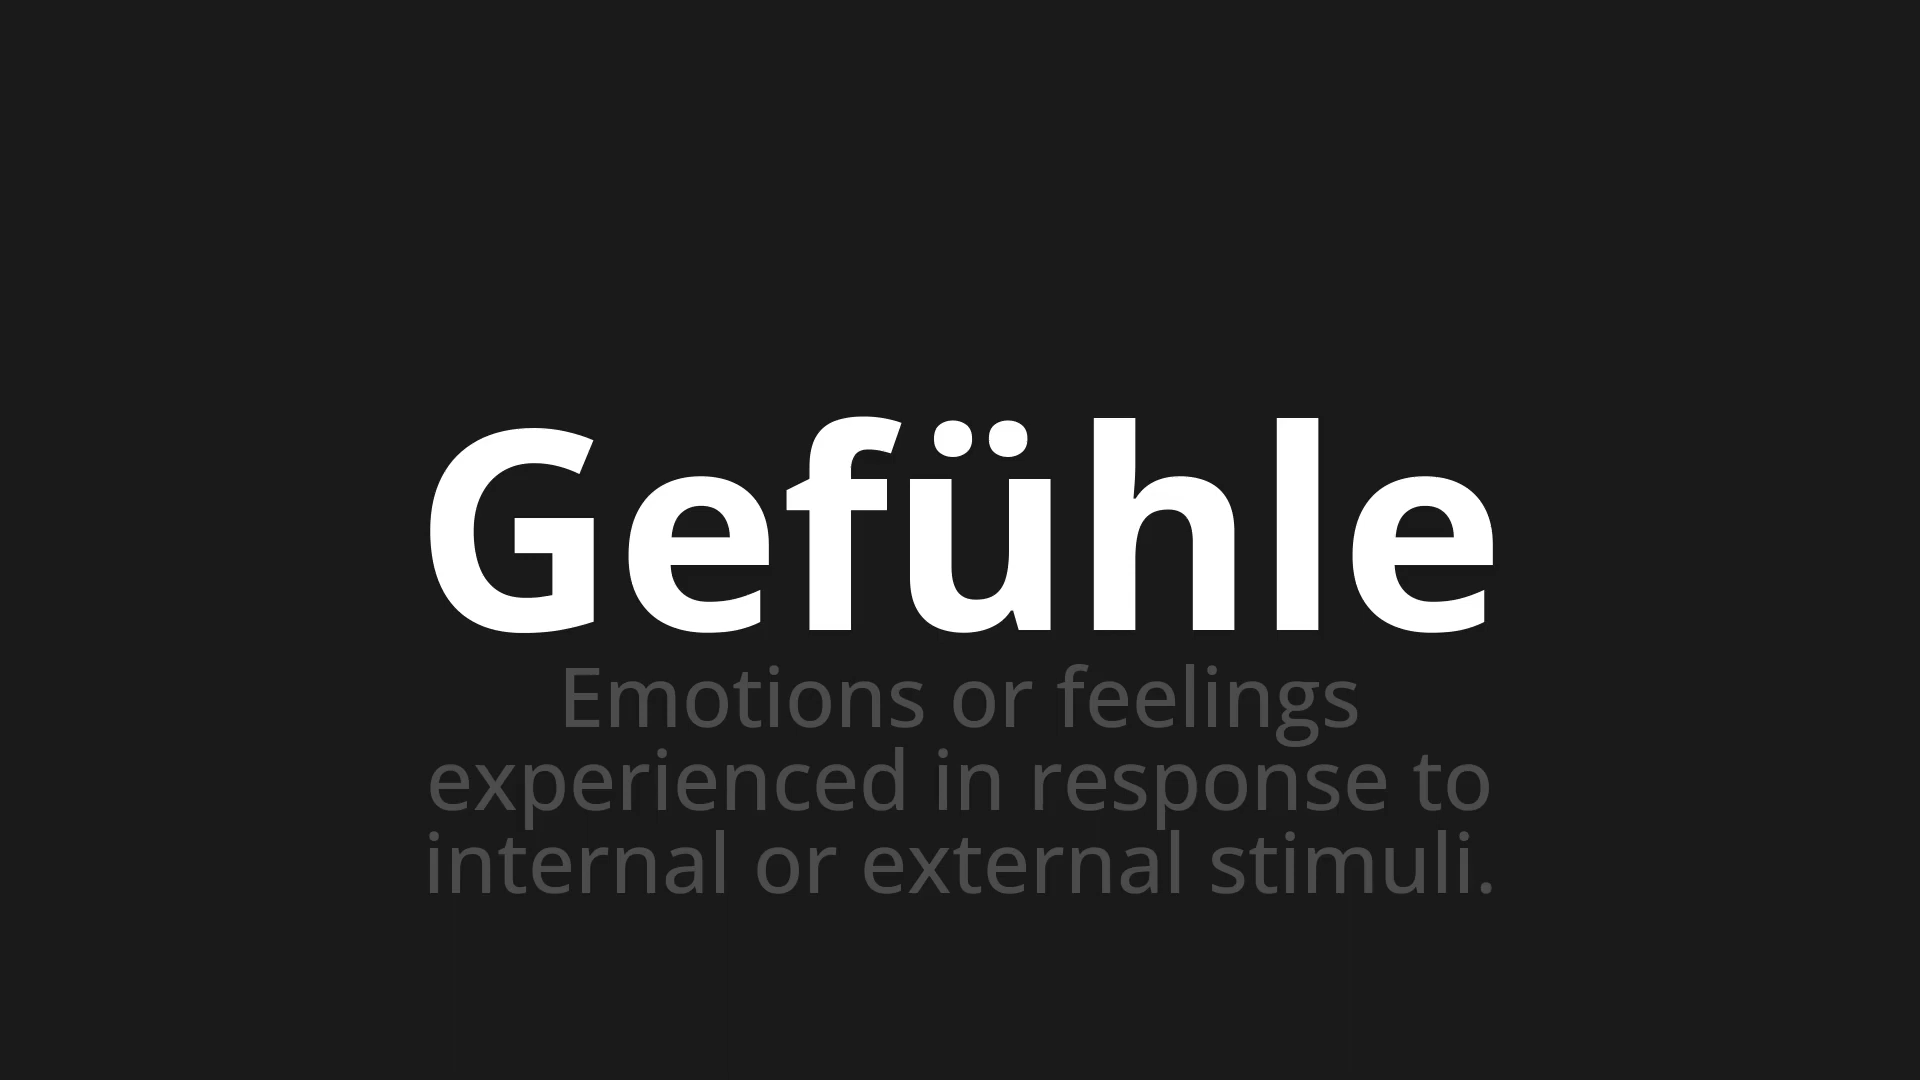 Gefühle
Emotions or feelings
experienced in response to
internal or external stimuli.